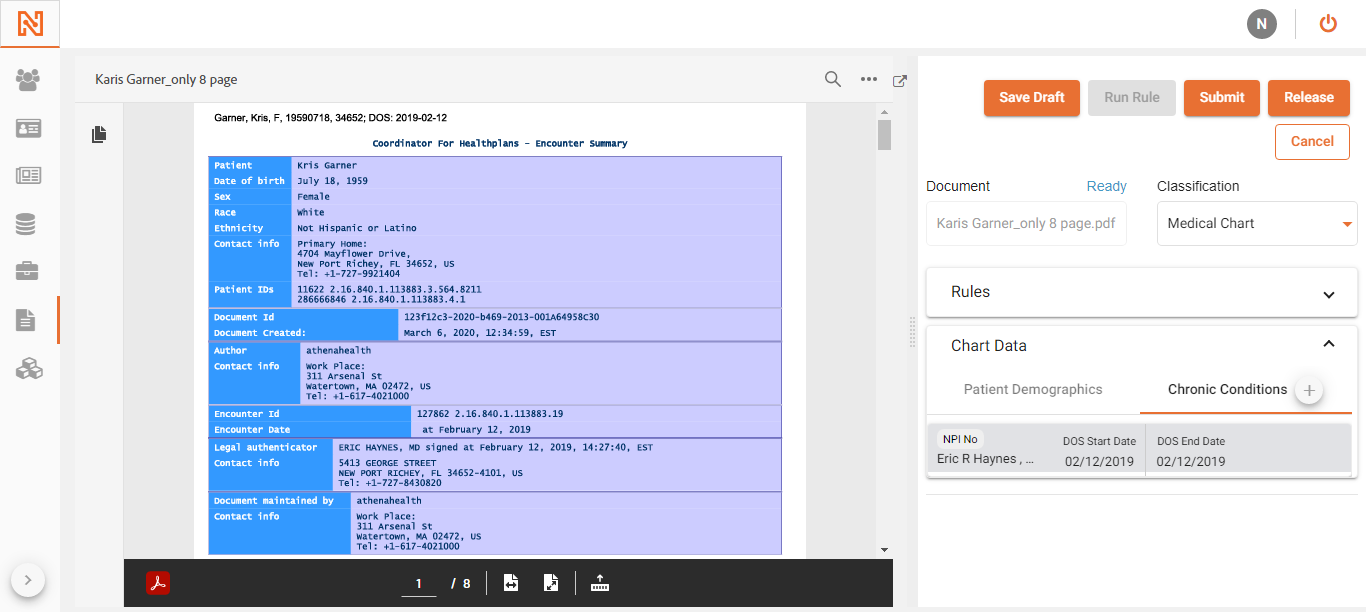 N
Karis Garner_only 8 page
Garner, Kris, F, 19590718, 34652; DOS: 2019-02-12
Coordinator For Healthplans - Encounter Summary
Patient Kris Garner
Date of birth July 18, 1959
Sex Female
Race White
Ethnicity Not Hispanic or Latino
Contact info Primary Home:
4704 Mayflower Drive,
New Port Richey, FL 34652, US
Tel: +1-727-9921404
Patient IDs 11622 2.16.840.1.113883.3.564.8211
286666846 2.16.840.1.113883.4.1
Document Id 123f12c3-2020-b469-2013-001A64958C30
Document Created: March 6, 2020, 12:34:59, EST
Author athenahealth
Contact info Work Place:
311 Arsenal St
Watertown, MA 02472, US
Tel: +1-617-4021000
Encounter Id 127862 2.16.840.1.113883.19
Encounter Date at February 12, 2019
Legal authenticator ERIC HAYNES, MD signed at February 12, 2019, 14:27:40, EST
Contact info 5413 GEORGE STREET
NEW PORT RICHEY, FL 34652-4101, US
Tel: +1-727-8430820
Document maintained by athenahealth
Contact info Work Place:
311 Arsenal St
Watertown, MA 02472, US
Tel: +1-617-4021000
1 / 8
Save Draft Run Rule Submit Release
Cancel
Document Ready Classification
Karis Garner_only 8 page.pdf Medical Chart
Rules
Chart Data
Patient Demographics Chronic Conditions
NPI No DOS Start Date DOS End Date
Eric R Haynes , ... 02/12/2019 02/12/2019